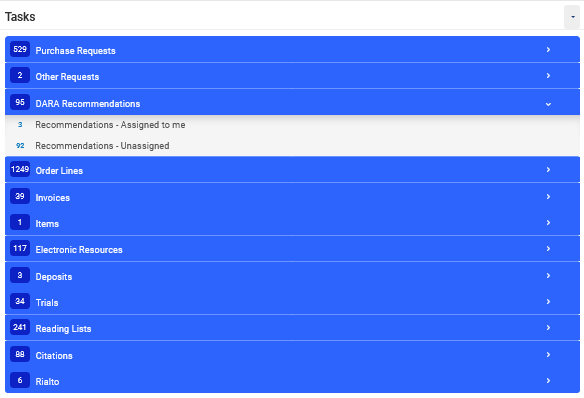 Tasks
529 Purchase Requests
2 Other Requests
95 DARA Recommendations
3 Recommendations - Assigned to me
92 Recommendations - Unassigned
1249 Order Lines
39 Invoices
1 Items
117 Electronic Resources
3 Deposits
34 Trials
241 Reading Lists
88 Citations
6 Rialto